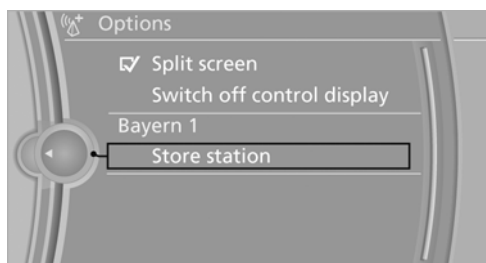 Options
Split screen
Switch off control display
Bayern 1
Store station